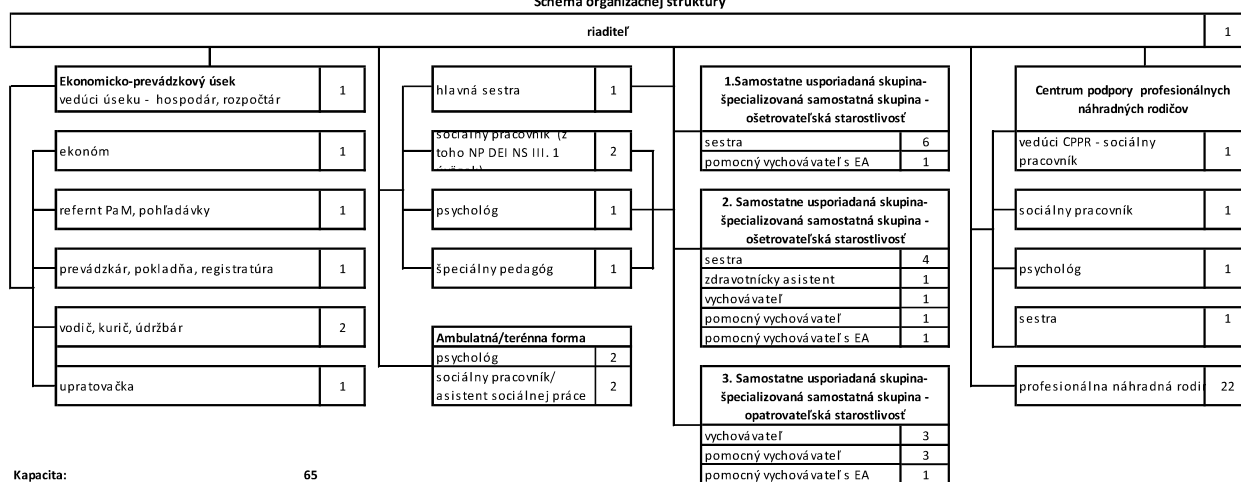 Schéma organizačnej štruktúry
riaditeľ 1
Ekonomicko-prevádzkový úsek
vedúci úseku - hospodár, rozpočtár 1
ekonóm 1
refernt PaM, pohľadávky 1
prevádzkár, pokladňa, registratúra 1
vodič, kurič, údržbár 2
upratovačka 1
hlavná sestra 1
sociálny pracovník (z
toho NP DEI NS III. 1 2
psychológ 1
špeciálny pedagóg 1
Ambulatná/terénna forma
psychológ 2
sociálny pracovník/
asistent sociálnej práce 2
1.Samostatne usporiadaná skupina-
špecializovaná samostatná skupina -
ošetrovateľská starostlivosť
sestra 6
pomocný vychovávateľ s EA 1
2. Samostatne usporiadaná skupina-
špecializovaná samostatná skupina -
ošetrovateľská starostlivosť
sestra 4
zdravotnícky asistent 1
vychovávateľ 1
pomocný vychovávateľ 1
pomocný vychovávateľ s EA 1
3. Samostatne usporiadaná skupina-
špecializovaná samostatná skupina -
opatrovateľská starostlivosť
vychovávateľ 3
pomocný vychovávateľ 3
pomocný vychovávateľ s EA 1
Centrum podpory profesionálnych
náhradných rodičov
vedúci CPPR - sociálny
pracovník 1
sociálny pracovník 1
psychológ 1
sestra 1
profesionálna náhradná rodi 22
Kapacita: 65